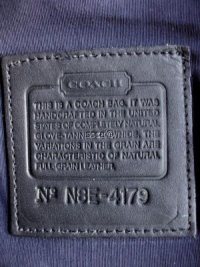 COACH
THIS IS A COACH BAG. IT WAS
HANDCRAFTED IN THE UNITED
STATES OF COMPLETELY NATURAL
GLOVE TANNED COWHIDE. THE
VARIATIONS IN THE GRAIN ARE
CHARACTERISTIC OF NATURAL
FULL GRAIN LEATHER.
Nº N8E-4179